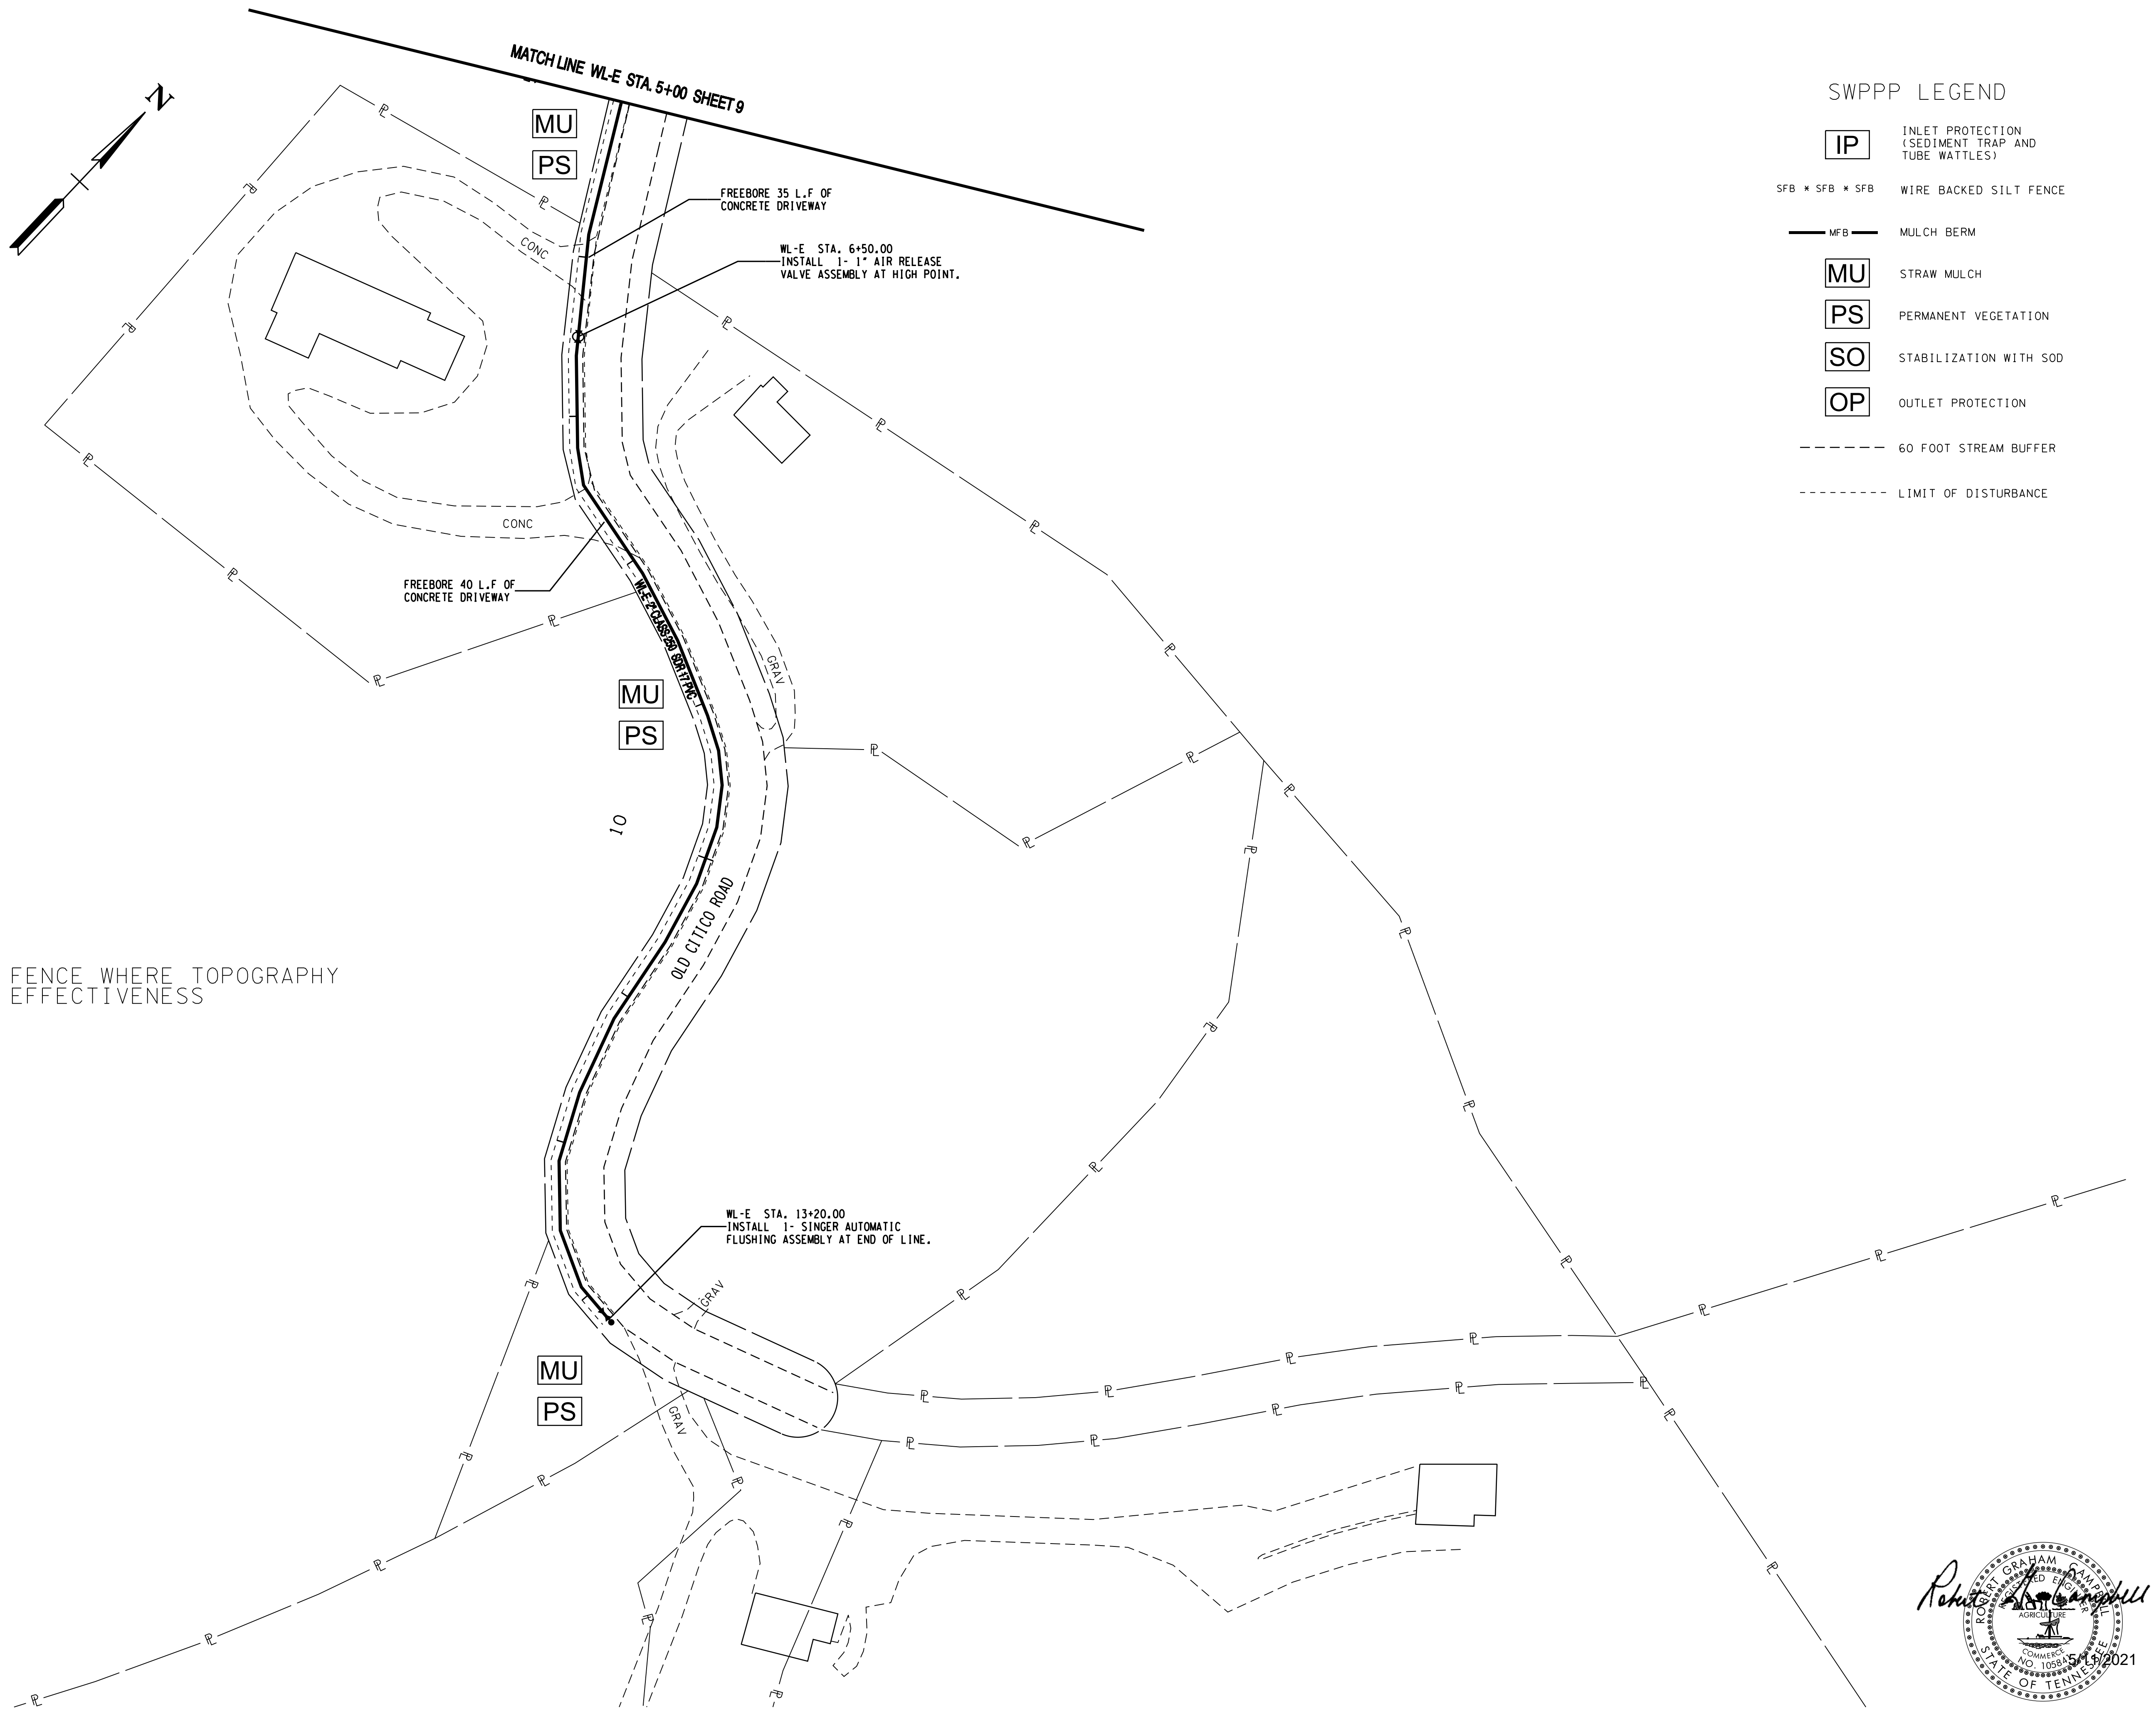 MATCH LINE WL-E STA. 5+00 SHEET 9
N
MU
PS
FREEBORE 35 L.F OF
CONCRETE DRIVEWAY
CONC
WL-E STA. 6+50.00
INSTALL 1- 1" AIR RELEASE
VALVE ASSEMBLY AT HIGH POINT.
CONC
FREEBORE 40 L.F OF
CONCRETE DRIVEWAY
WL-E 2" CLASS 250 SDR 17 PVC
GRAV
MU
PS
10
OLD CITICO ROAD
FENCE WHERE TOPOGRAPHY
EFFECTIVENESS
WL-E STA. 13+20.00
INSTALL 1- SINGER AUTOMATIC
FLUSHING ASSEMBLY AT END OF LINE.
GRAV
MU
PS
GRAV
SWPPP LEGEND
IP
INLET PROTECTION
(SEDIMENT TRAP AND
TUBE WATTLES)
SFB * SFB * SFB WIRE BACKED SILT FENCE
MFB MULCH BERM
MU STRAW MULCH
PS PERMANENT VEGETATION
SO STABILIZATION WITH SOD
OP OUTLET PROTECTION
60 FOOT STREAM BUFFER
LIMIT OF DISTURBANCE
ROBERT GRAHAM CAMPBELL
REGISTERED ENGINEER
AGRICULTURE
COMMERCE
STATE OF TENNESSEE
5/11/2021